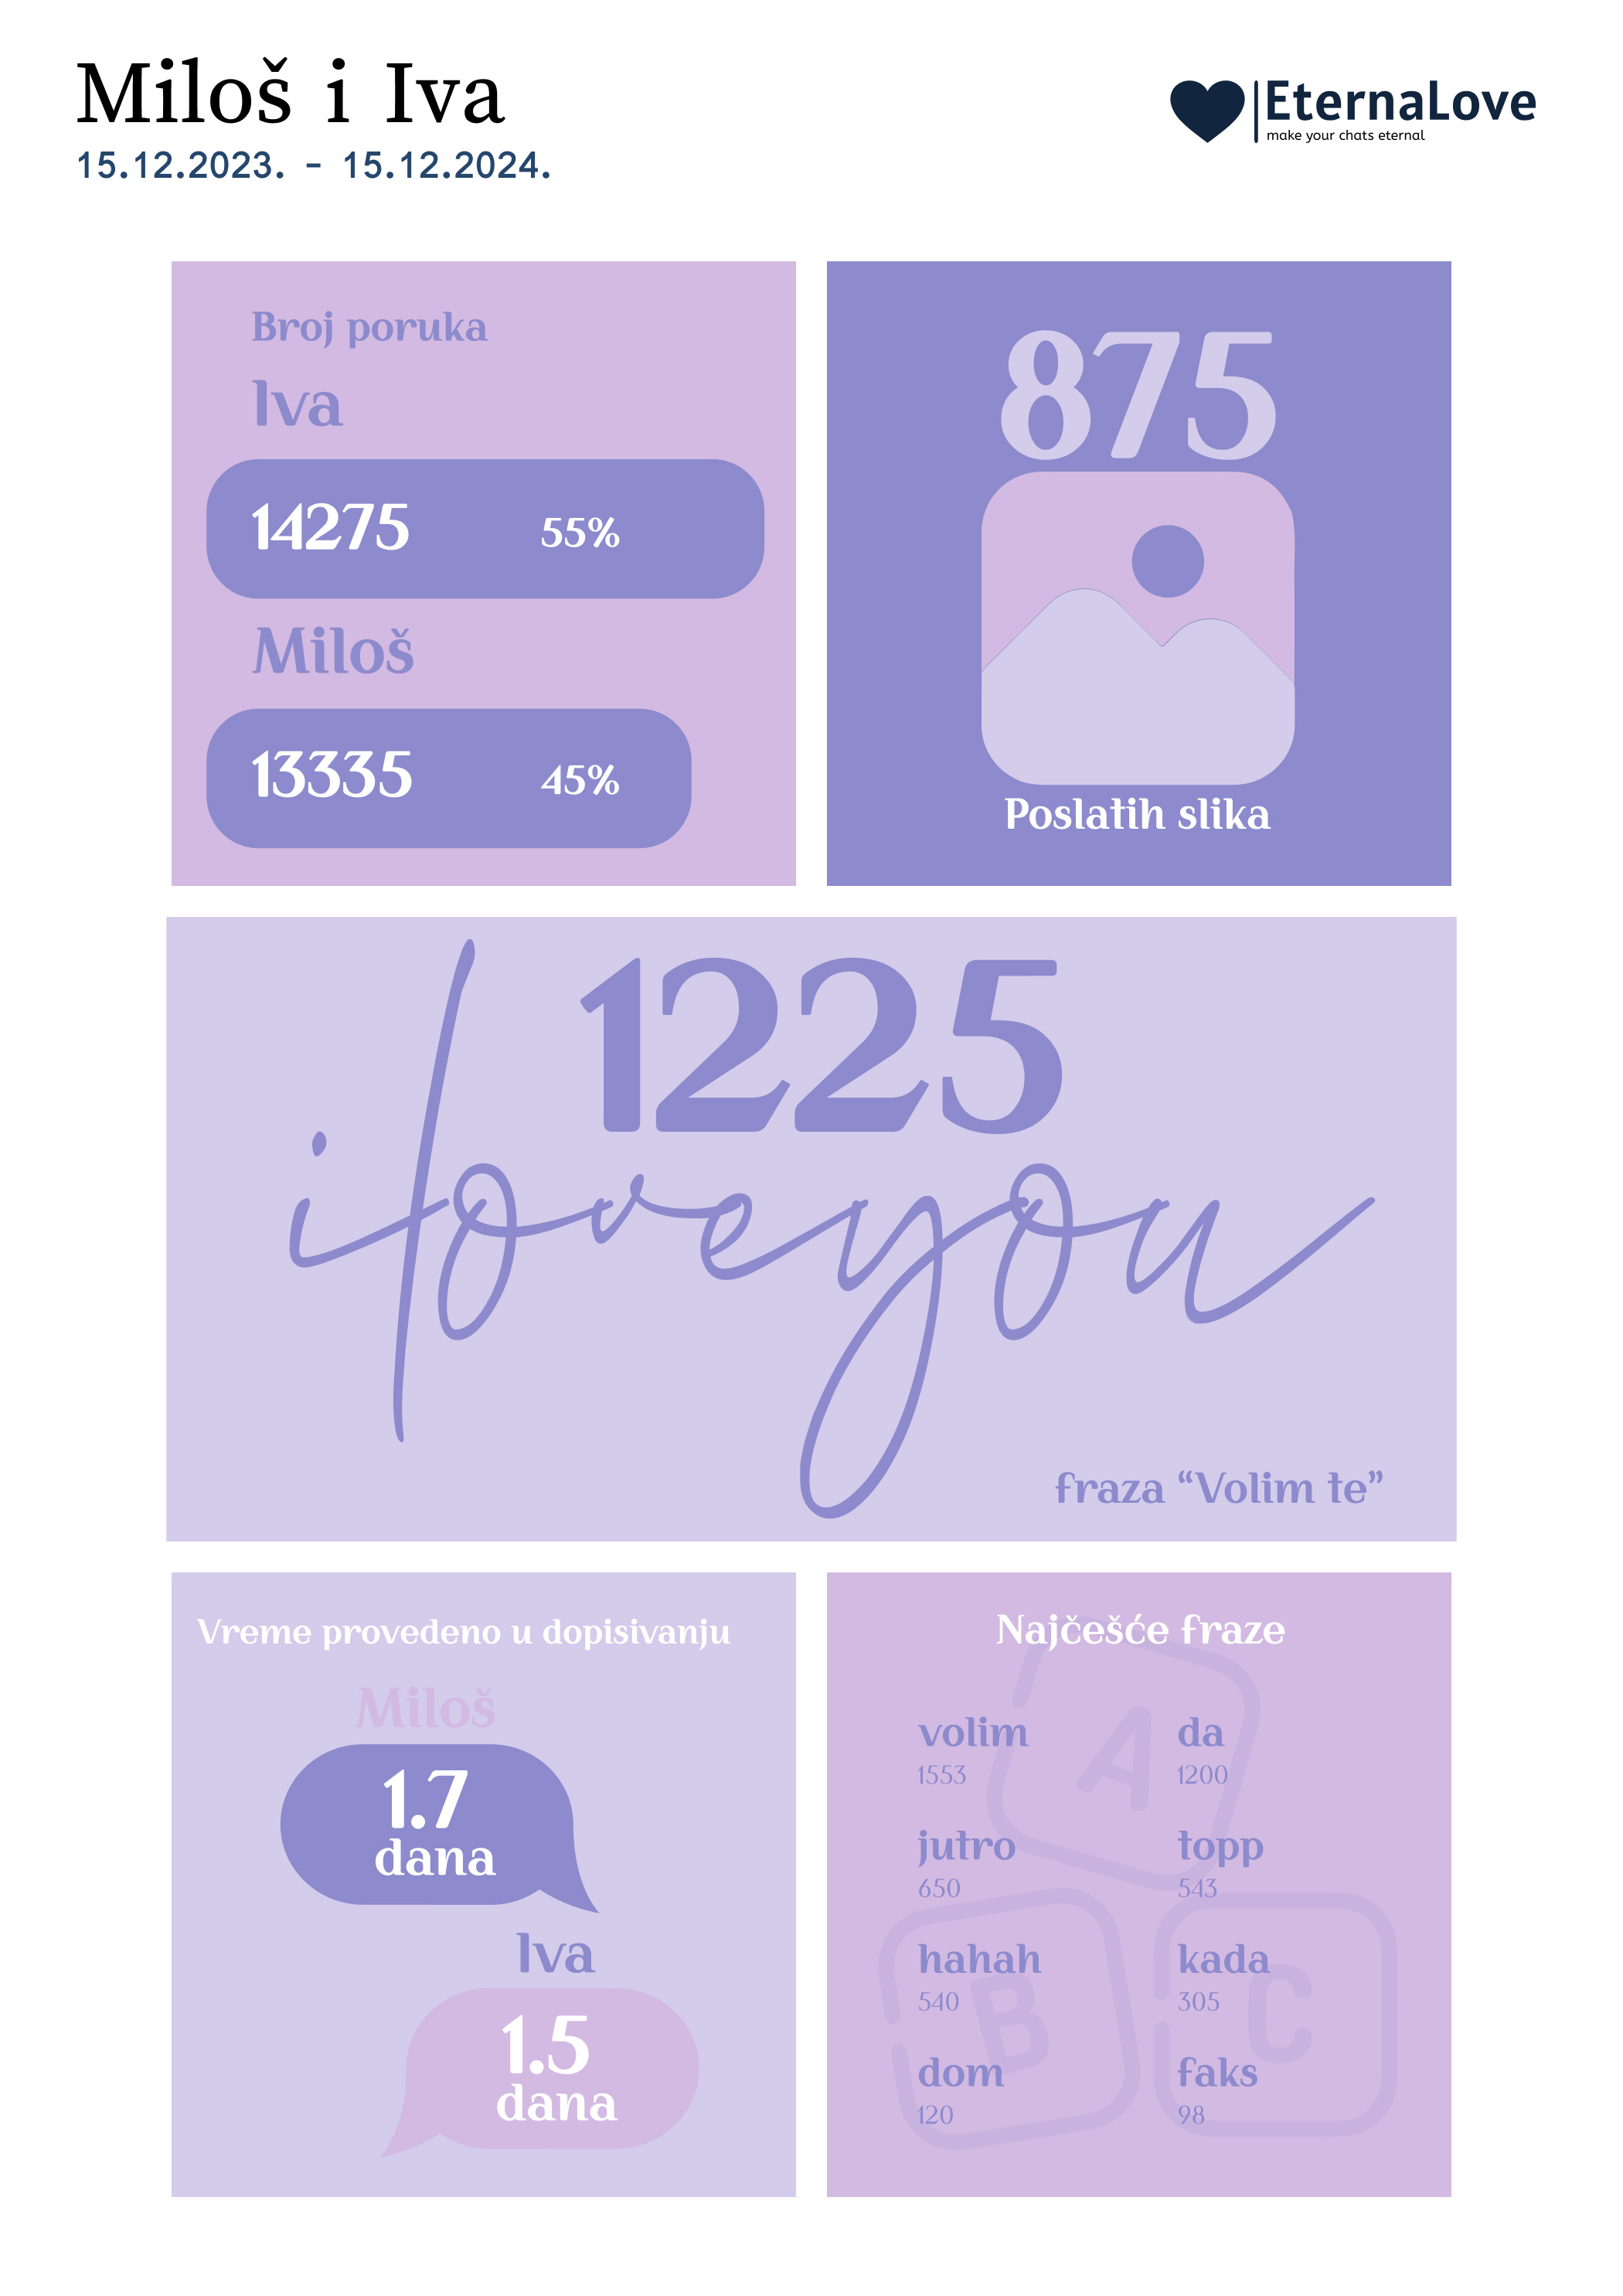 Miloš i Iva
15.12.2023. - 15.12.2024.
EternaLove
make your chats eternal
Broj poruka
Iva
14275 55%
Miloš
13335 45%
875
Poslatih slika
1225
iloveyou
fraza “Volim te”
Vreme provedeno u dopisivanju
Miloš
1.7
dana
Iva
1.5
dana
Najčešće fraze
A
volim da
1553 1200
jutro topp
650 543
hahah kada
540 305
B C
dom faks
120 98